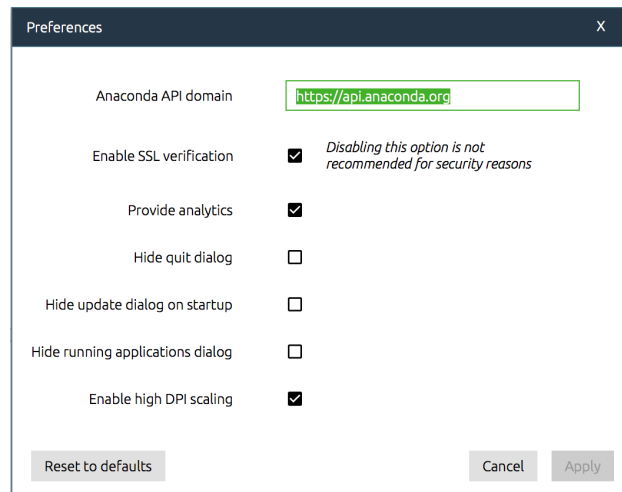 Preferences X
Anaconda API domain https://api.anaconda.org
Enable SSL verification Disabling this option is not
recommended for security reasons
Provide analytics
Hide quit dialog
Hide update dialog on startup
Hide running applications dialog
Enable high DPI scaling
Reset to defaults Cancel Apply